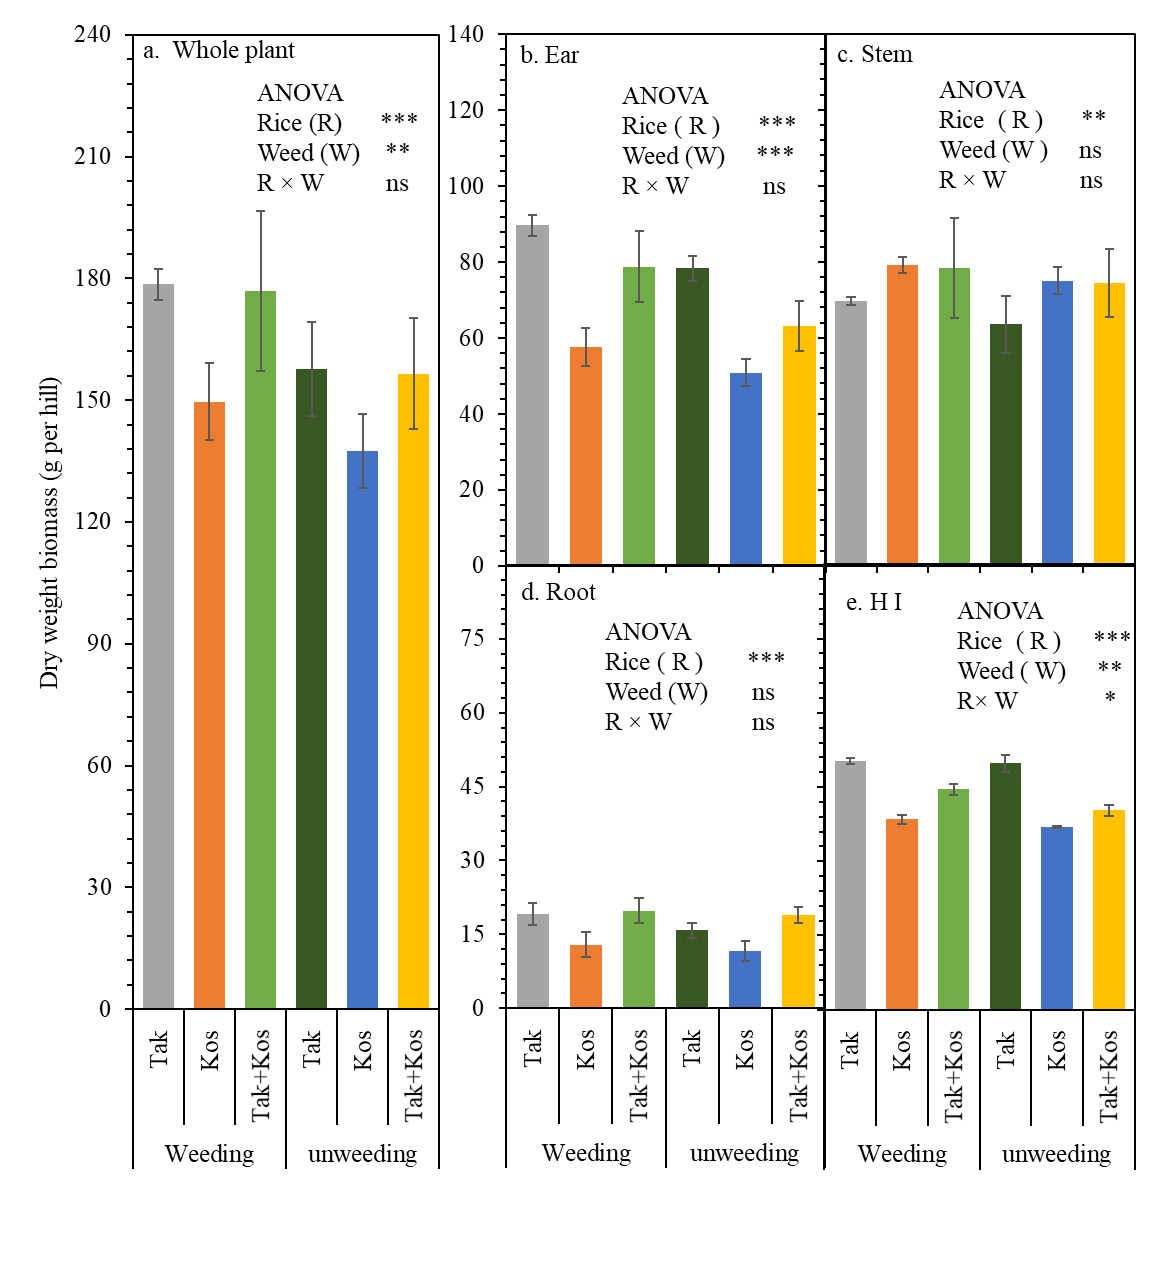 Dry weight biomass (g per hill)
240
210
180
150
120
90
60
30
0
a. Whole plant
ANOVA
Rice (R) ***
Weed (W) **
R × W ns
140
120
100
80
60
40
20
0
b. Ear
ANOVA
Rice ( R ) ***
Weed (W) ***
R × W ns
c. Stem
ANOVA
Rice ( R ) **
Weed (W ) ns
R × W ns
75
60
45
30
15
0
d. Root
ANOVA
Rice ( R ) ***
Weed (W) ns
R × W ns
e. H I
ANOVA
Rice ( R ) ***
Weed ( W) **
R× W *
Tak Kos Tak+Kos Tak Kos Tak+Kos
Weeding unweeding
Tak Kos Tak+Kos Tak Kos Tak+Kos
Weeding unweeding
Tak Kos Tak+Kos Tak Kos Tak+Kos
Weeding unweeding